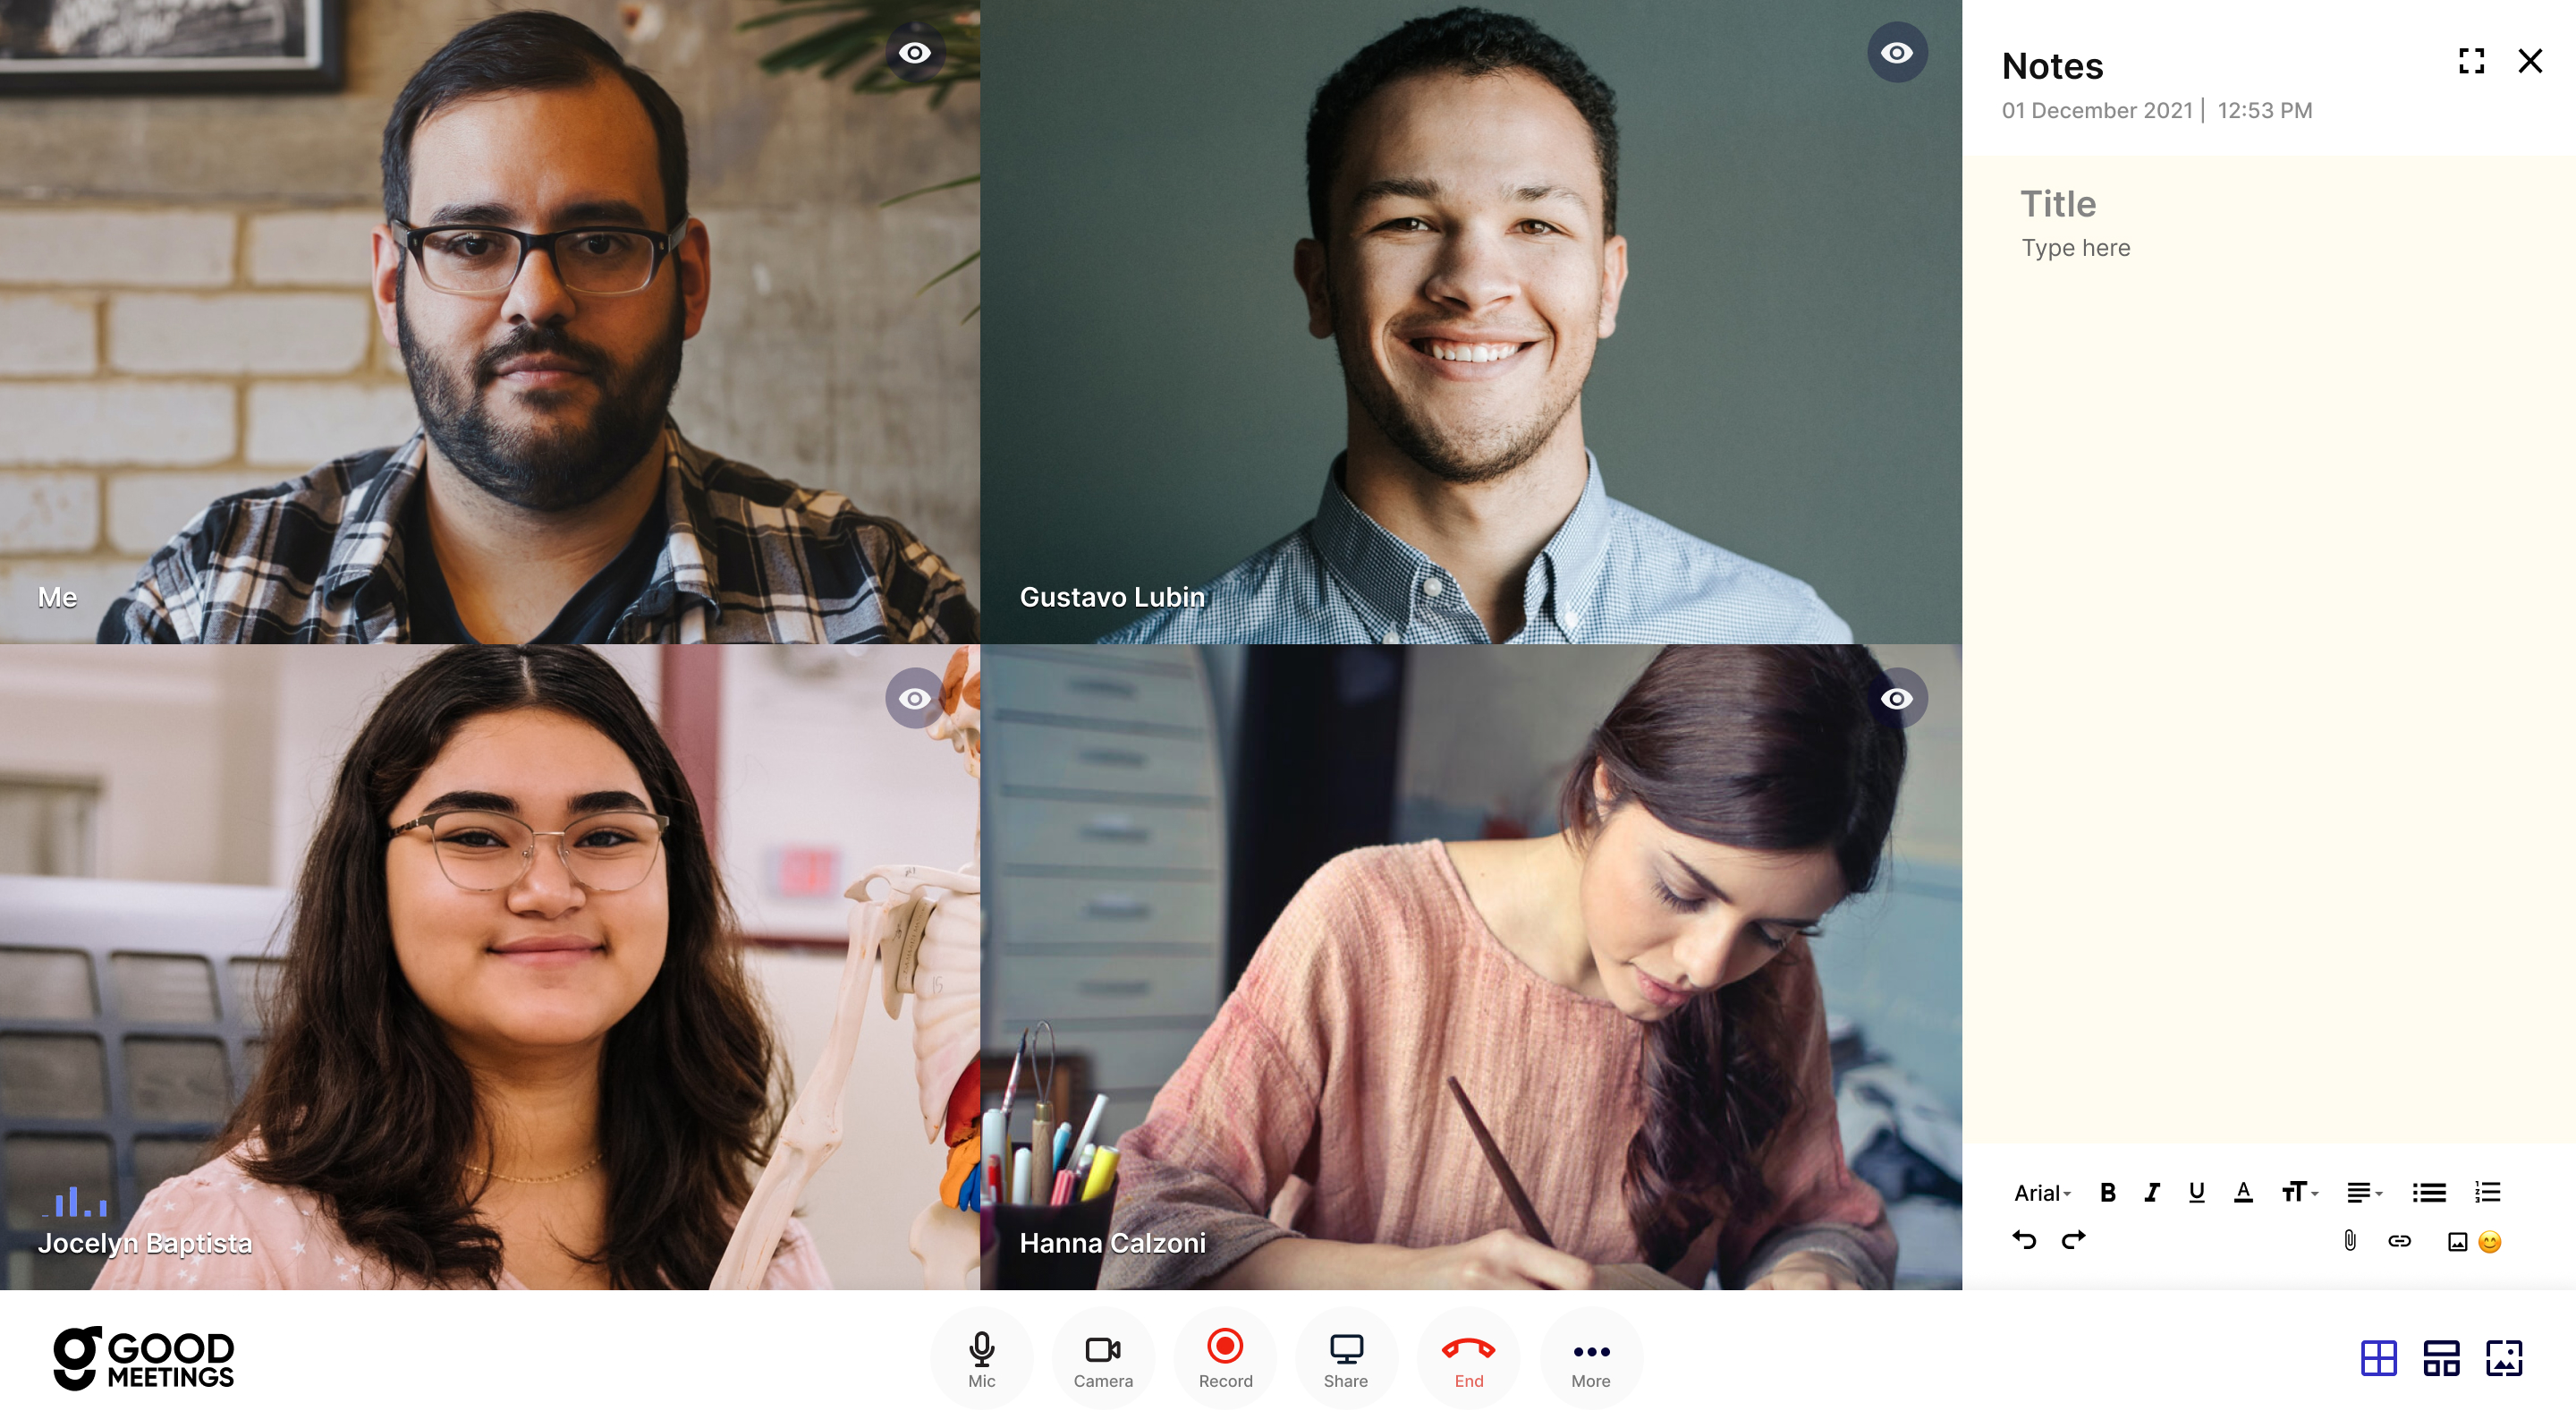 Me
Gustavo Lubin
Jocelyn Baptista
Hanna Calzoni
Notes
01 December 2021 | 12:53 PM
Title
Type here
Arial B I U A TT
GOOD
MEETINGS
Mic Camera Record Share End More